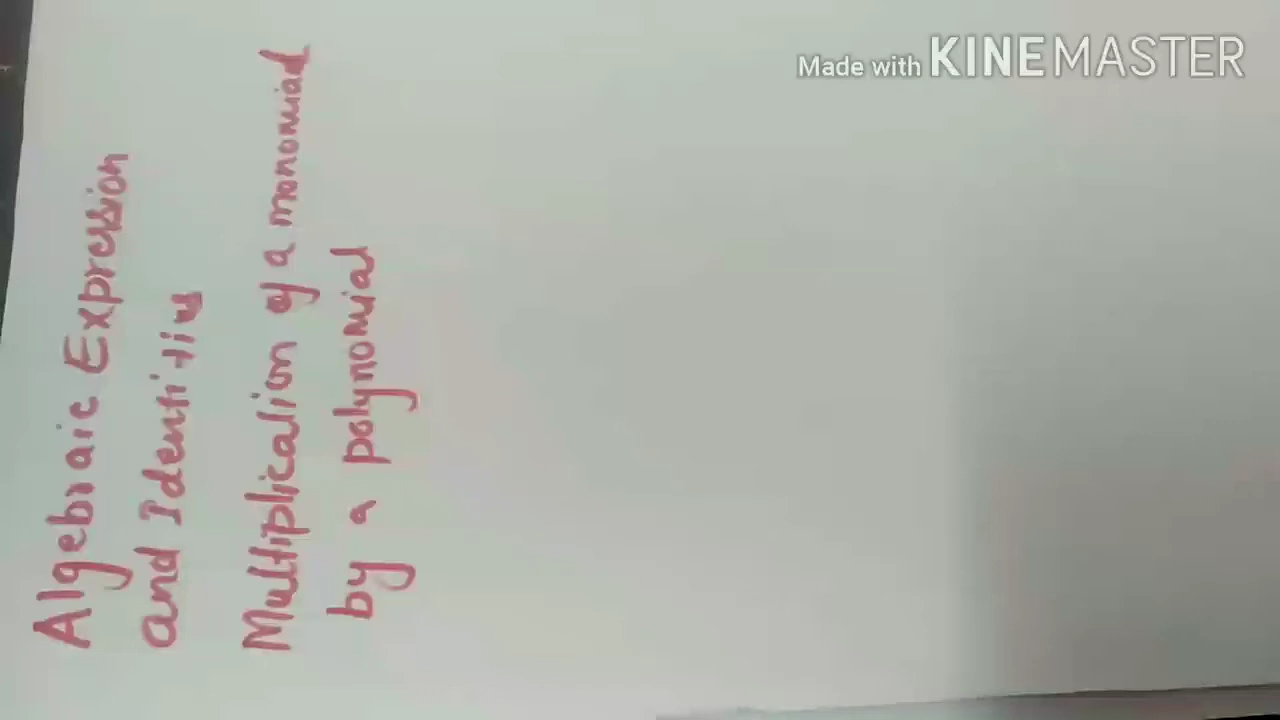 Algebraic Expression
and Identities
Multiplication of a monomial
by a polynomial
Made with KINEMASTER